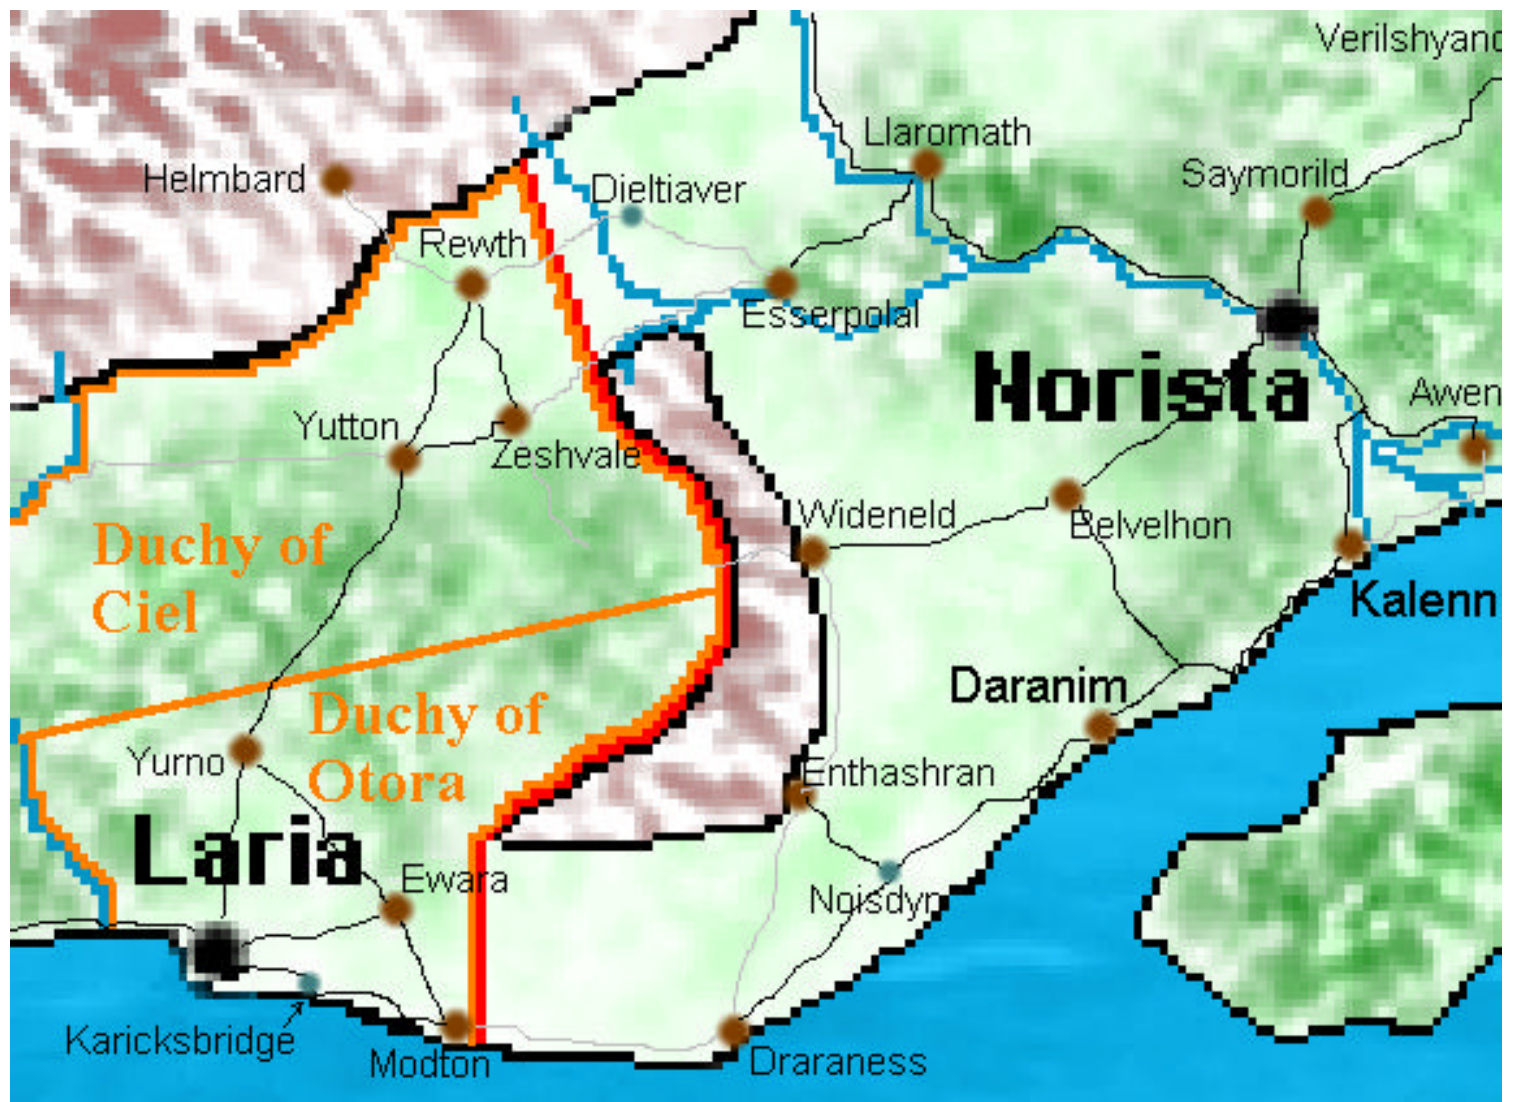 Verilshyand
Llaromath
Helmbard
Saymorild
Dieltiaver
Rewth
Esserpolal
Norista
Awen
Yutton
Zeshvale
Wideneld
Belvelhon
Duchy of
Ciel
Kalenn
Daranim
Duchy of
Otora
Yurno
Enthashran
Laria
Ewara
Noisdyn
Karicksbridge
Modton
Draraness